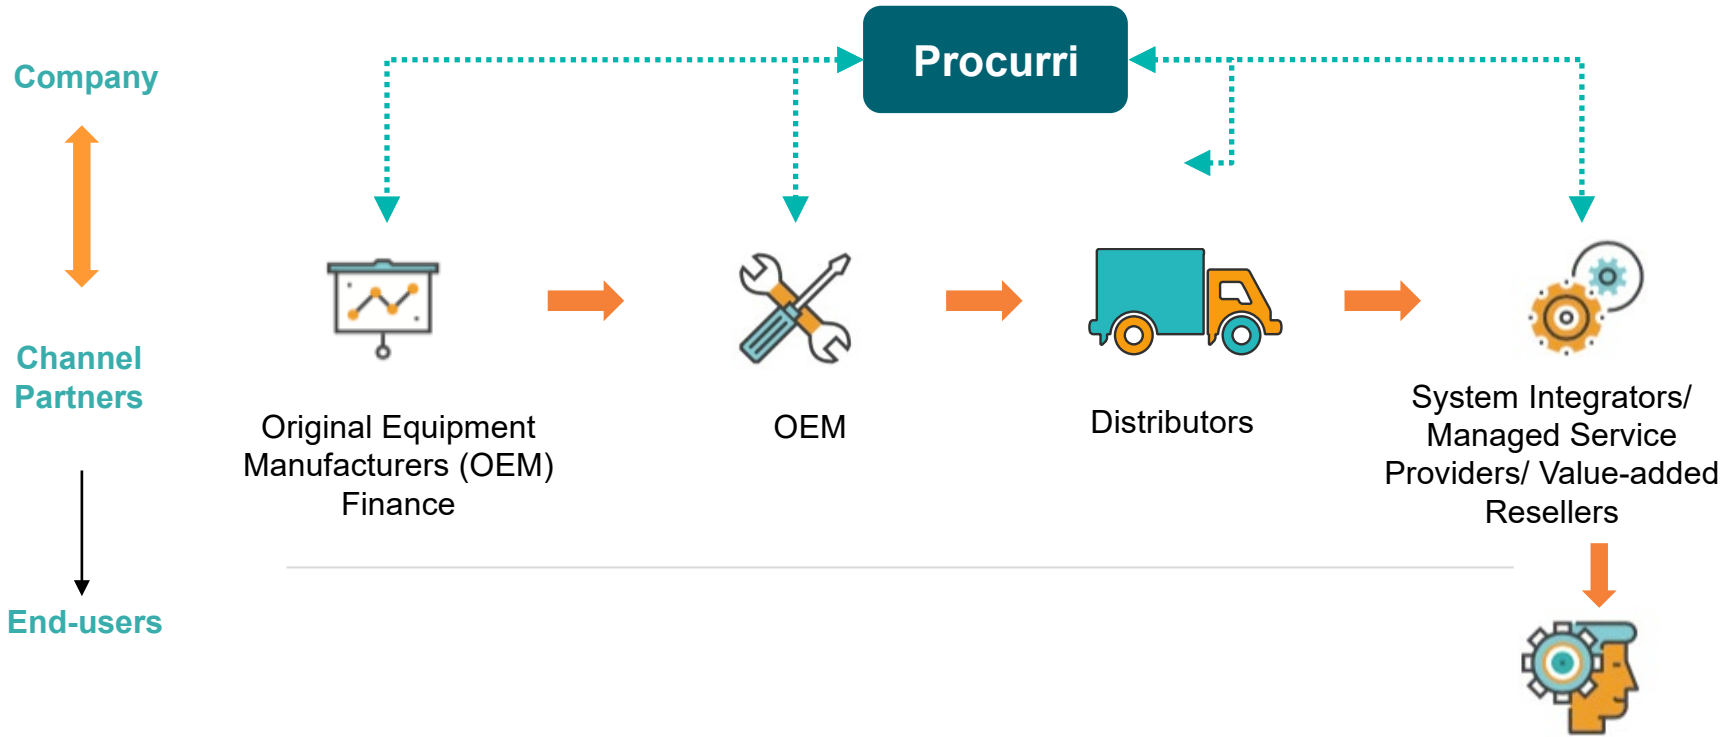 Procurri
Company
Channel
Partners
End-users
Original Equipment
Manufacturers (OEM)
Finance
OEM
Distributors
System Integrators/
Managed Service
Providers/ Value-added
Resellers